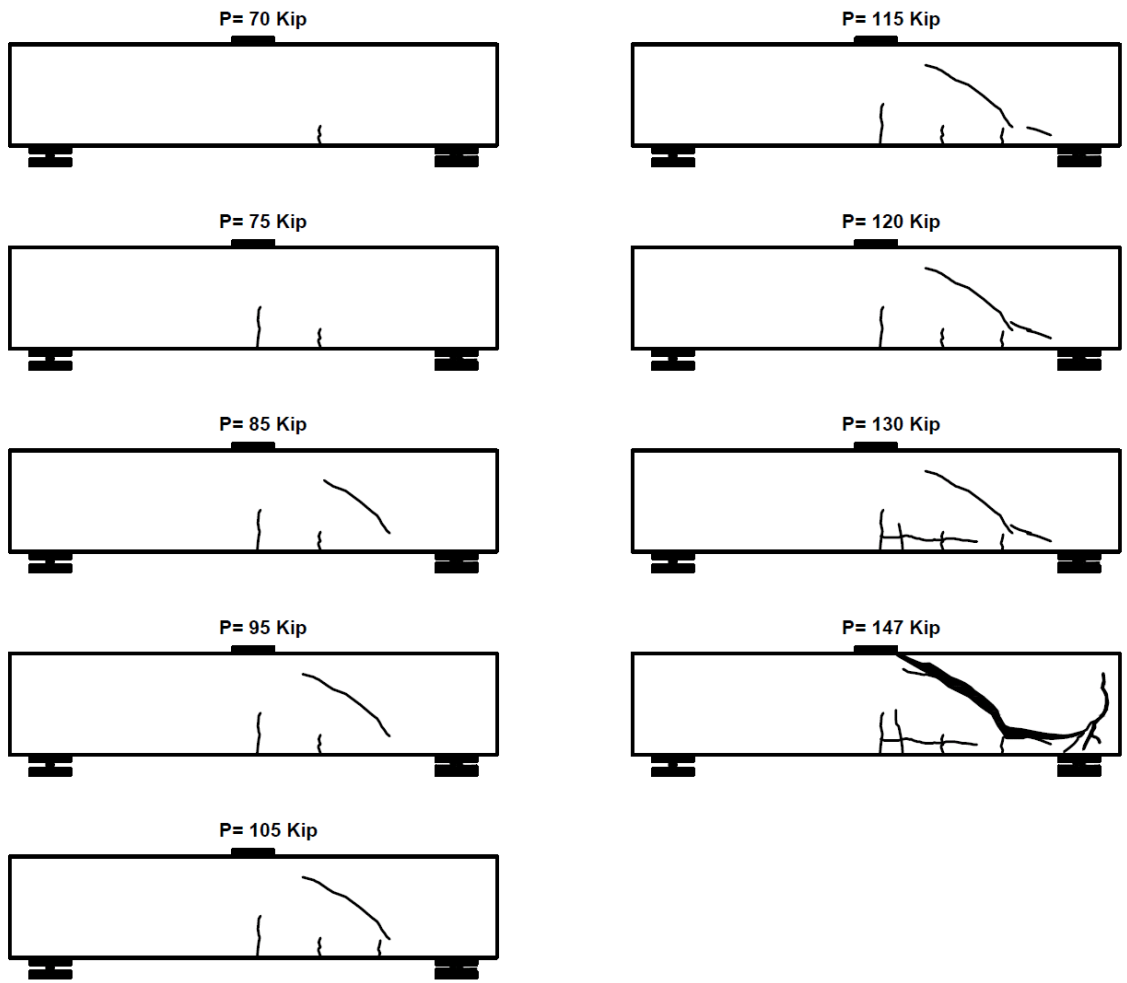 P= 70 Kip
P= 75 Kip
P= 85 Kip
P= 95 Kip
P= 105 Kip
P= 115 Kip
P= 120 Kip
P= 130 Kip
P= 147 Kip